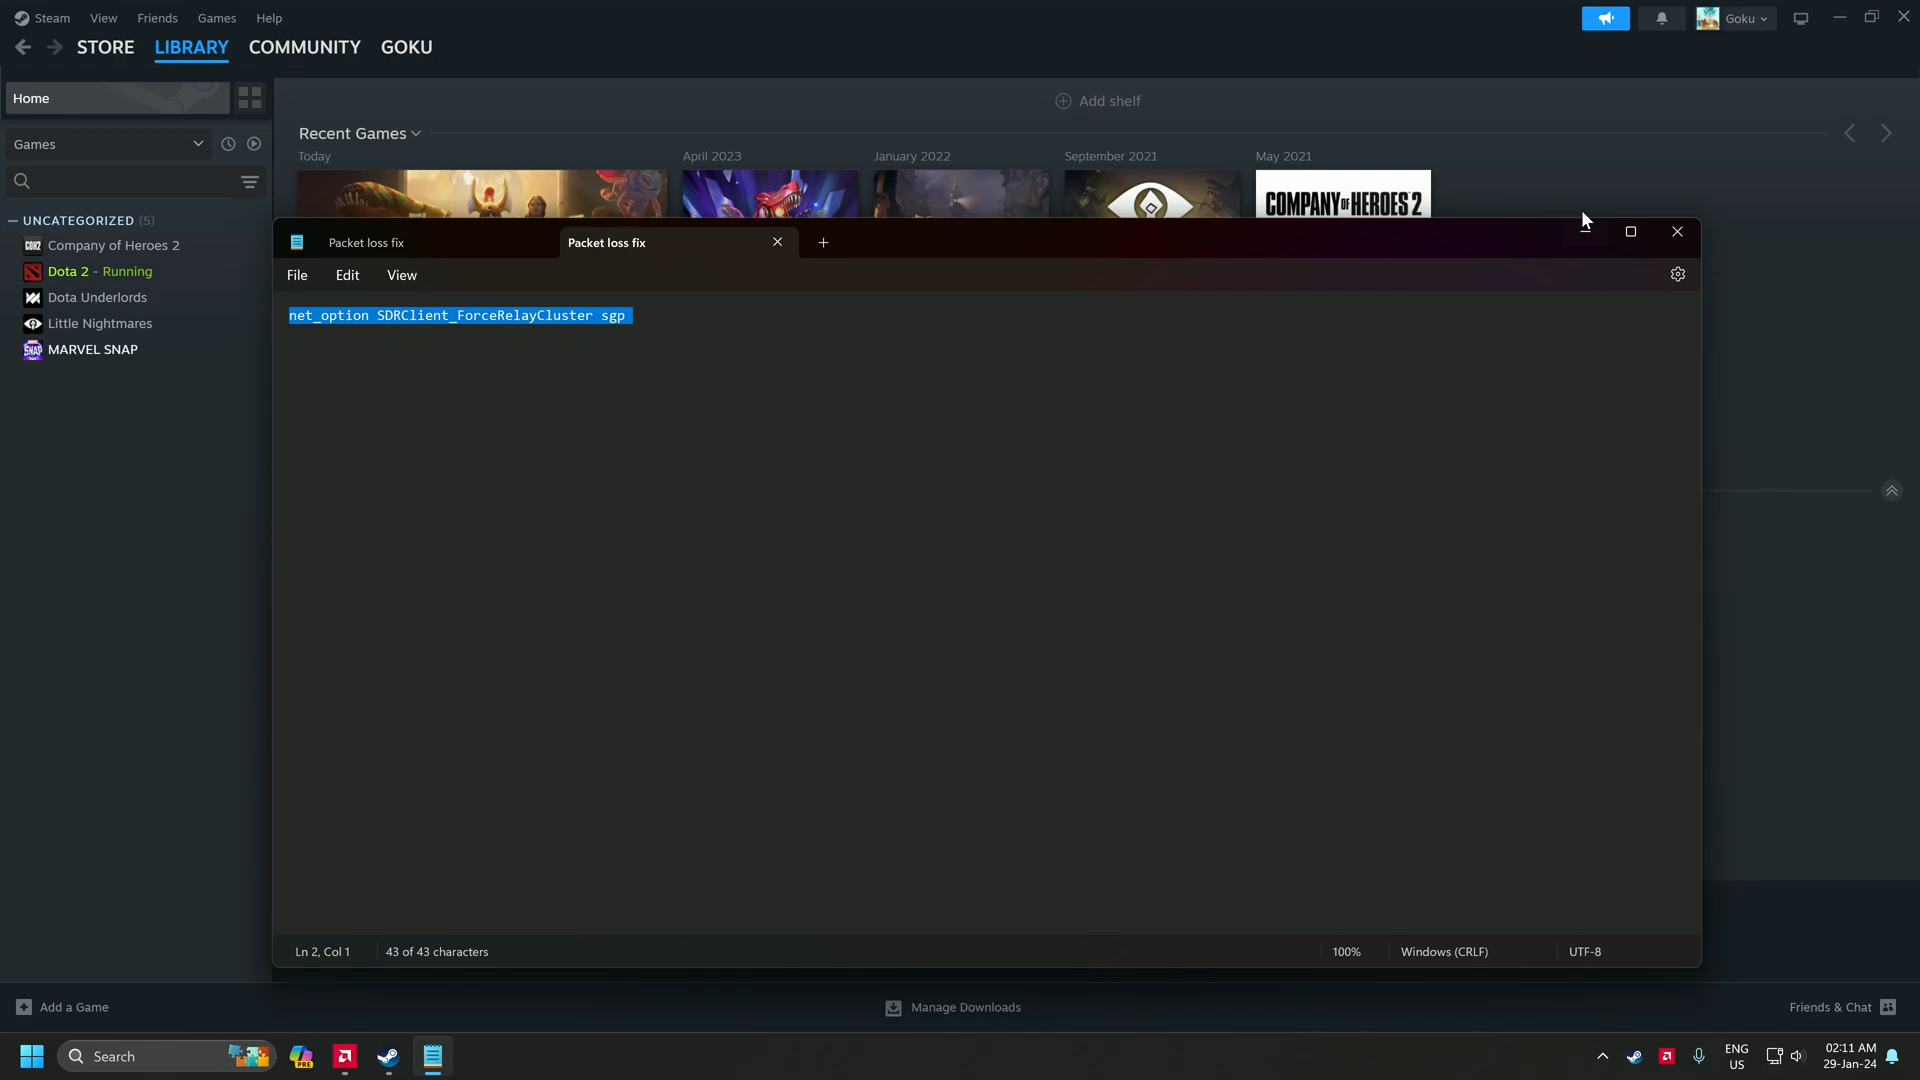 Steam View Friends Games Help
Goku
STORE LIBRARY COMMUNITY GOKU
Home
Add shelf
Games
Recent Games
Today
April 2023
January 2022
September 2021
May 2021
COMPANY OF HEROES 2
UNCATEGORIZED (5)
COH2 Company of Heroes 2
Dota 2 - Running
Dota Underlords
Little Nightmares
SNAP MARVEL SNAP
Packet loss fix
Packet loss fix
File Edit View
net_option SDRClient_ForceRelayCluster sgp
Ln 2, Col 1
43 of 43 characters
100%
Windows (CRLF)
UTF-8
Add a Game
Manage Downloads
Friends & Chat
Search
PRE
ENG
US
02:11 AM
29-Jan-24